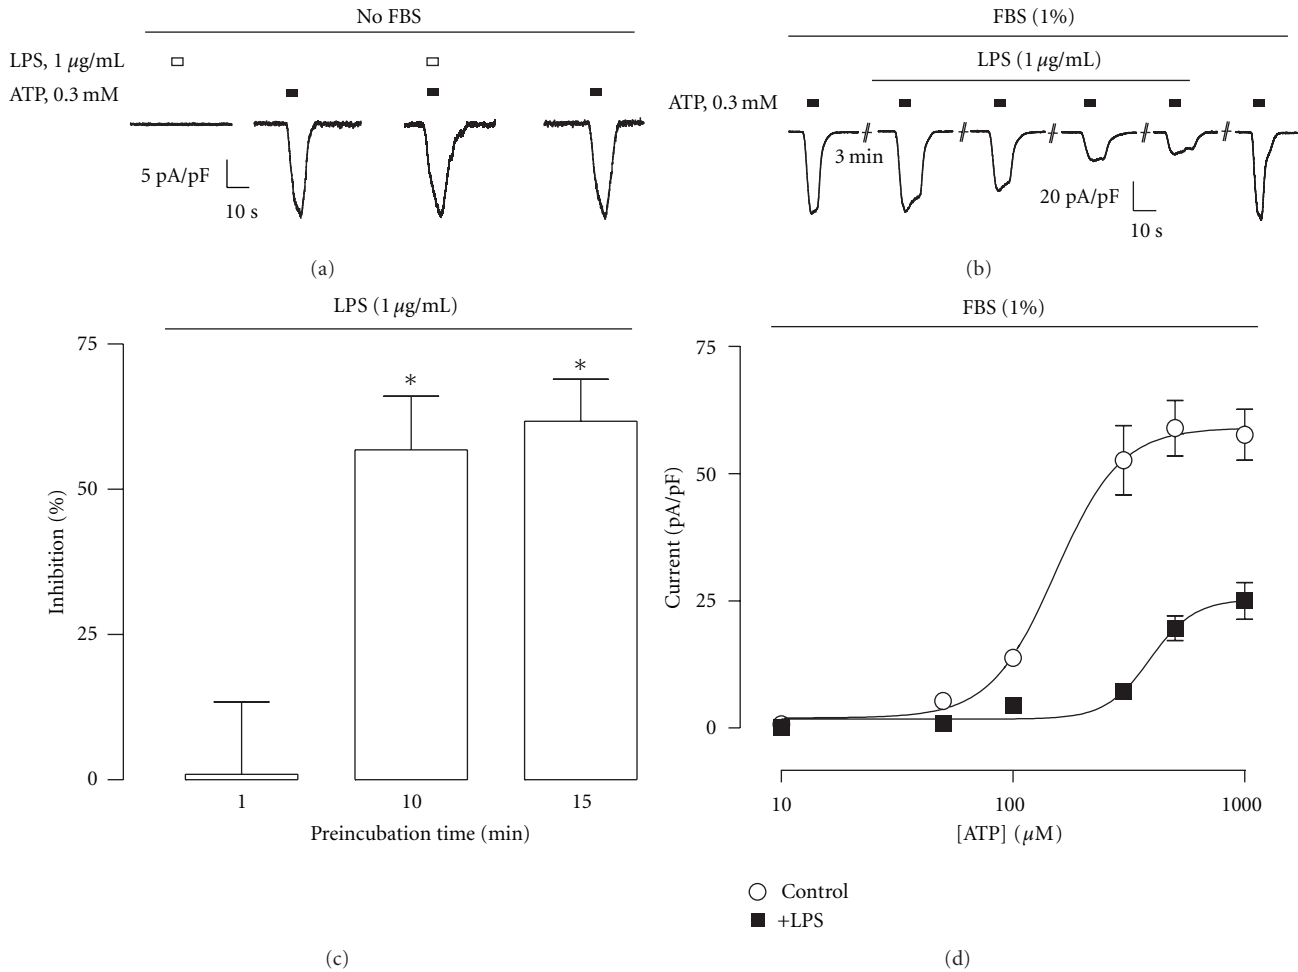 No FBS
LPS, 1 µg/mL
ATP, 0.3 mM
5 pA/pF
10 s
(a)
FBS (1%)
LPS (1 µg/mL)
ATP, 0.3 mM
3 min
20 pA/pF
10 s
(b)
LPS (1 µg/mL)
75
50
25
0
Inhibition (%)
*
*
1 10 15
Preincubation time (min)
(c)
FBS (1%)
75
50
25
0
Current (pA/pF)
10 100 1000
[ATP] (µM)
Control
+LPS
(d)